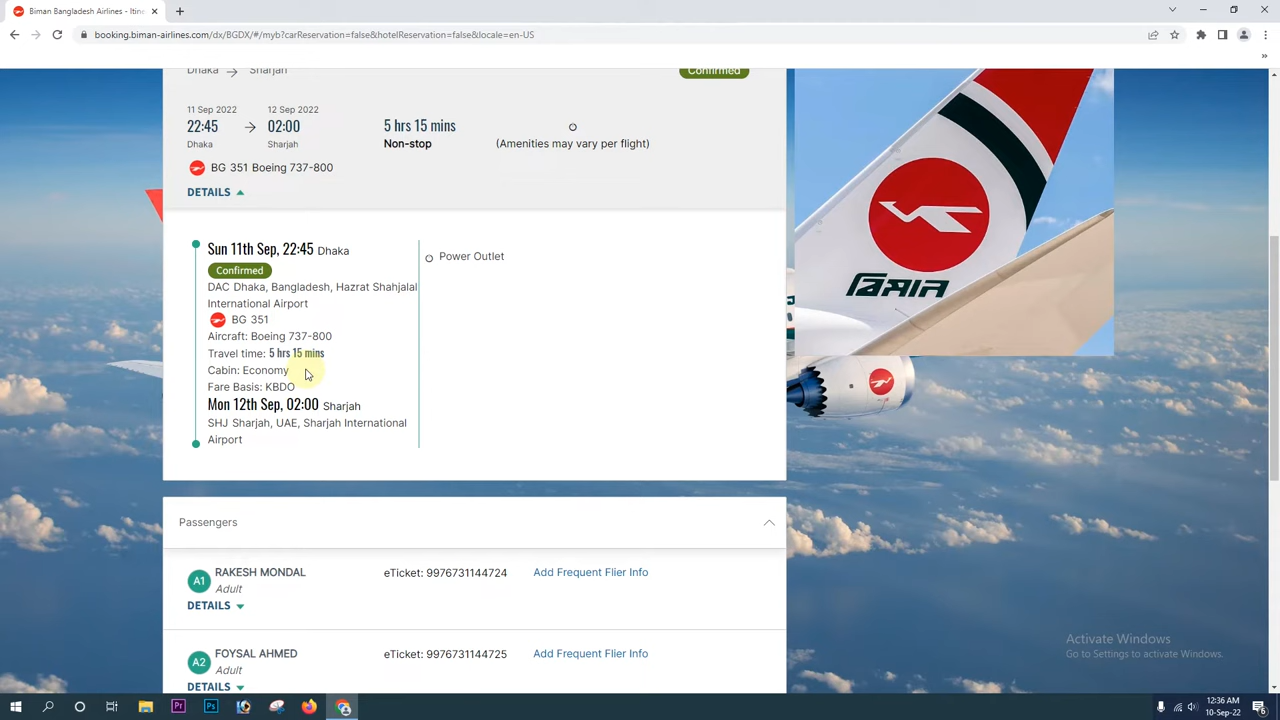 Biman Bangladesh Airlines - Itine
booking.biman-airlines.com/dx/BGDX/#/myb?carReservation=false&hotelReservation=false&locale=en-US
Dhaka → Sharjah
Confirmed
11 Sep 2022 12 Sep 2022
22:45 → 02:00 5 hrs 15 mins
Dhaka Sharjah Non-stop (Amenities may vary per flight)
BG 351 Boeing 737-800
DETAILS
Sun 11th Sep, 22:45 Dhaka
Confirmed
DAC Dhaka, Bangladesh, Hazrat Shahjalal
International Airport
BG 351
Aircraft: Boeing 737-800
Travel time: 5 hrs 15 mins
Cabin: Economy
Fare Basis: KBDO
Mon 12th Sep, 02:00 Sharjah
SHJ Sharjah, UAE, Sharjah International
Airport
Power Outlet
বিমান
Passengers
A1 RAKESH MONDAL eTicket: 9976731144724 Add Frequent Flier Info
Adult
DETAILS
A2 FOYSAL AHMED eTicket: 9976731144725 Add Frequent Flier Info
Adult
DETAILS
Activate Windows
Go to Settings to activate Windows.
Pr Ps
12:36 AM
10-Sep-22
6